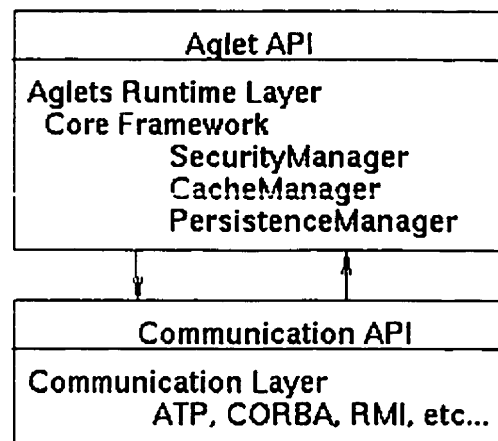 Aglet API
Aglets Runtime Layer
Core Framework
SecurityManager
CacheManager
PersistenceManager
Communication API
Communication Layer
ATP, CORBA, RMI, etc...